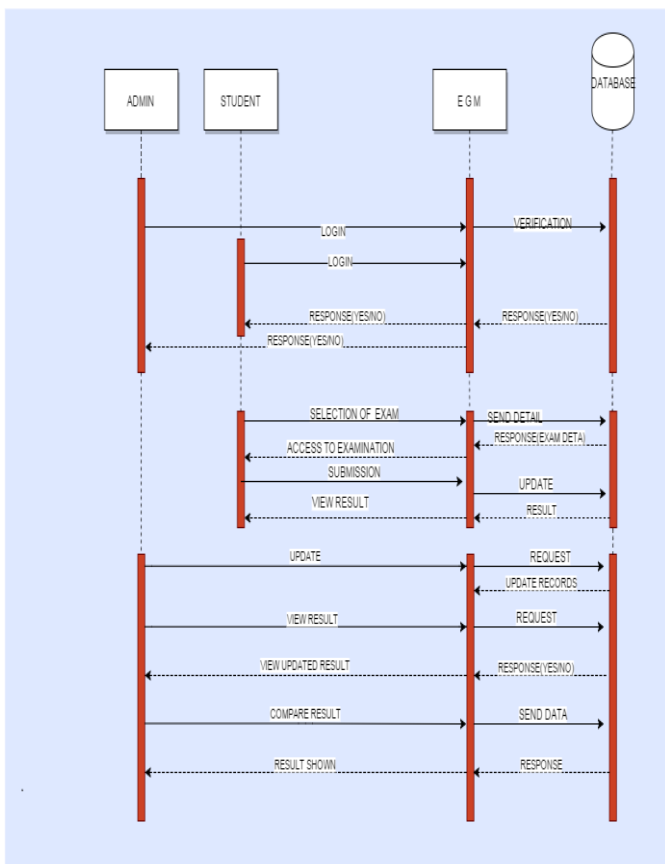 ADMIN
STUDENT
E G M
DATABASE
LOGIN
VERIFICATION
LOGIN
RESPONSE(YES/NO)
RESPONSE(YES/NO)
RESPONSE(YES/NO)
SELECTION OF EXAM
SEND DETAIL
RESPONSE(EXAM DETA)
ACCESS TO EXAMINATION
SUBMISSION
UPDATE
VIEW RESULT
RESULT
UPDATE
REQUEST
UPDATE RECORDS
VIEW RESULT
REQUEST
VIEW UPDATED RESULT
RESPONSE(YES/NO)
COMPARE RESULT
SEND DATA
RESULT SHOWN
RESPONSE